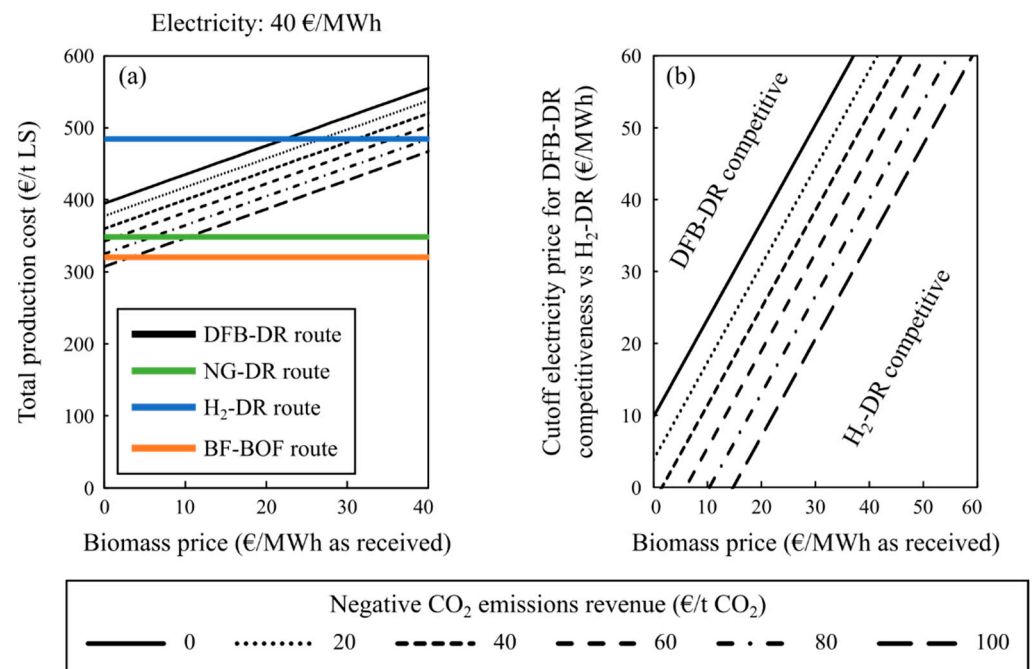 Electricity: 40 €/MWh
(a)
Total production cost (€/t LS)
600
500
400
300
200
100
0
0 10 20 30 40
Biomass price (€/MWh as received)
DFB-DR route
NG-DR route
H₂-DR route
BF-BOF route
(b)
Cutoff electricity price for DFB-DR
competitiveness vs H₂-DR (€/MWh)
60
50
40
30
20
10
0
0 10 20 30 40 50 60
Biomass price (€/MWh as received)
DFB-DR competitive
H₂-DR competitive
Negative CO₂ emissions revenue (€/t CO₂)
0 20 40 60 80 100